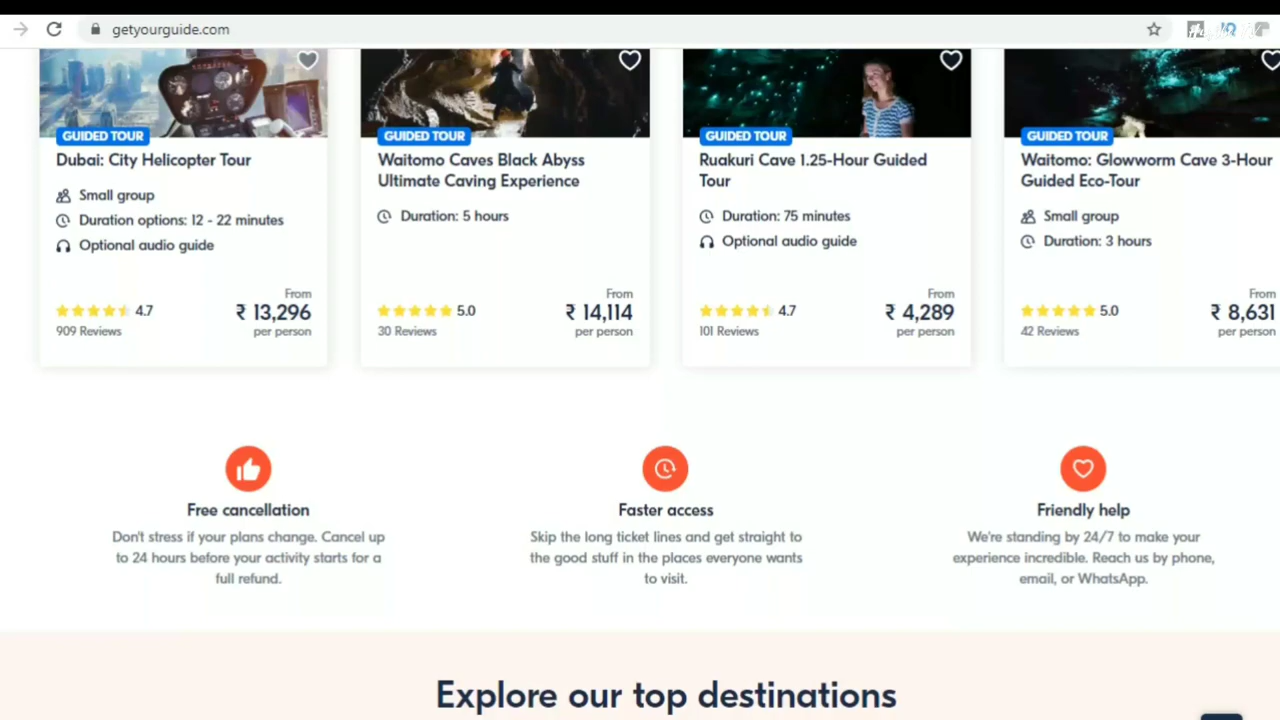 getyourguide.com
GUIDED TOUR
Dubai: City Helicopter Tour
Small group
Duration options: 12 - 22 minutes
Optional audio guide
4.7
909 Reviews
From
₹ 13,296
per person
GUIDED TOUR
Waitomo Caves Black Abyss
Ultimate Caving Experience
Duration: 5 hours
5.0
30 Reviews
From
₹ 14,114
per person
GUIDED TOUR
Ruakuri Cave 1.25-Hour Guided
Tour
Duration: 75 minutes
Optional audio guide
4.7
101 Reviews
From
₹ 4,289
per person
GUIDED TOUR
Waitomo: Glowworm Cave 3-Hour
Guided Eco-Tour
Small group
Duration: 3 hours
5.0
42 Reviews
From
₹ 8,631
per person
Free cancellation
Don't stress if your plans change. Cancel up
to 24 hours before your activity starts for a
full refund.
Faster access
Skip the long ticket lines and get straight to
the good stuff in the places everyone wants
to visit.
Friendly help
We're standing by 24/7 to make your
experience incredible. Reach us by phone,
email, or WhatsApp.
Explore our top destinations